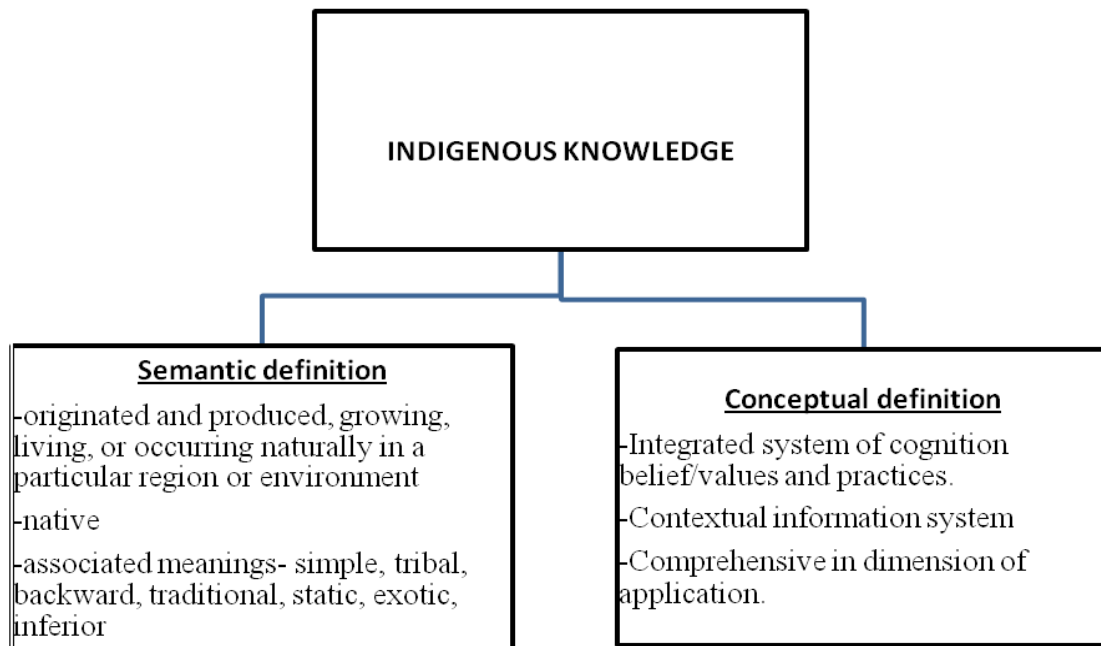 INDIGENOUS KNOWLEDGE
Semantic definition
-originated and produced, growing,
living, or occurring naturally in a
particular region or environment
-native
-associated meanings- simple, tribal,
backward, traditional, static, exotic,
inferior
Conceptual definition
-Integrated system of cognition
belief/values and practices.
-Contextual information system
-Comprehensive in dimension of
application.